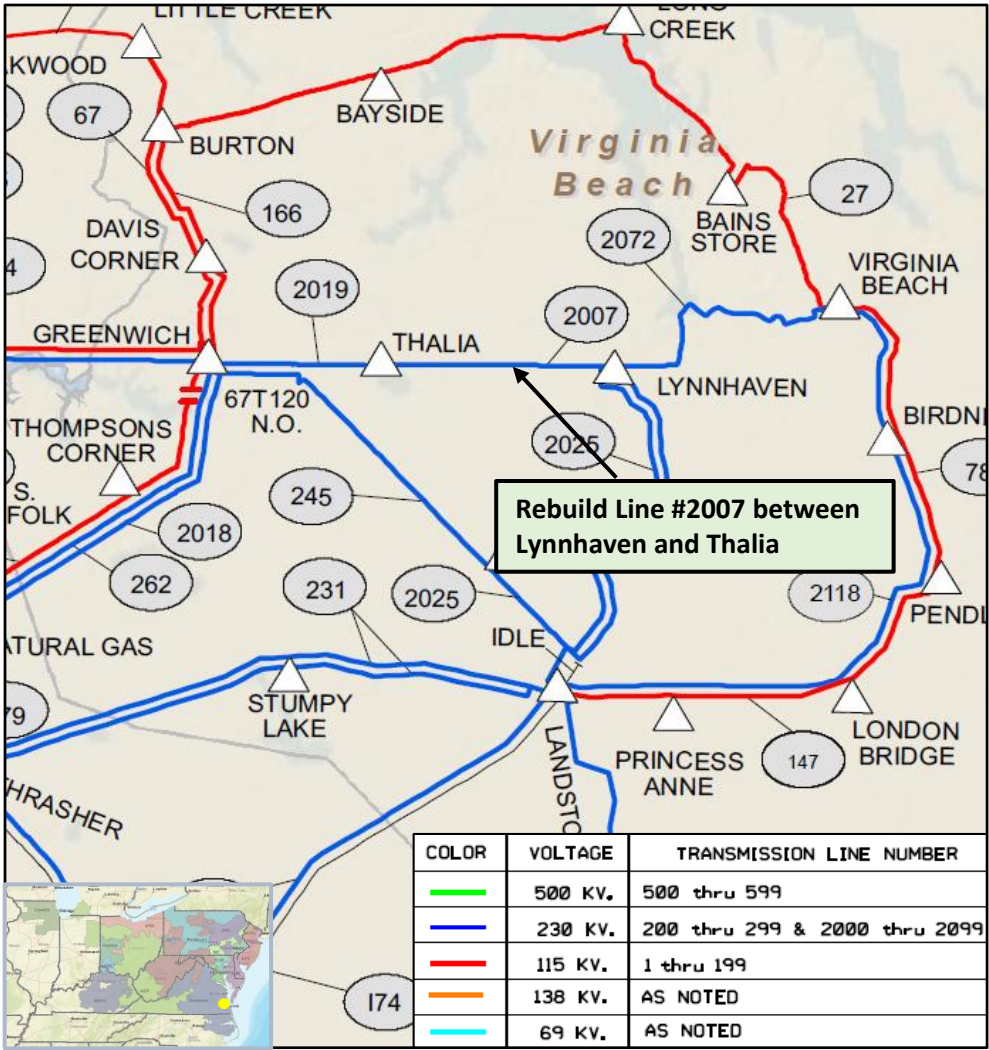 LITTLE CREEK
LONG
CREEK
KWOOD
67
BAYSIDE
BURTON
Virginia
Beach
27
166
BAINS
STORE
DAVIS
CORNER
2072
4
2019
VIRGINIA
BEACH
2007
GREENWICH
THALIA
LYNNHAVEN
67T120
N.O.
BIRDN
THOMPSONS
CORNER
2025
78
S.
FOLK
245
Rebuild Line #2007 between
Lynnhaven and Thalia
2018
262
231
2025
2118
PENDL
IDLE
ATURAL GAS
STUMPY
LAKE
79
LANDSTO
PRINCESS
ANNE
147
LONDON
BRIDGE
HRASHER
174
COLOR VOLTAGE TRANSMISSION LINE NUMBER
500 KV. 500 thru 599
230 KV. 200 thru 299 & 2000 thru 2099
115 KV. 1 thru 199
138 KV. AS NOTED
69 KV. AS NOTED